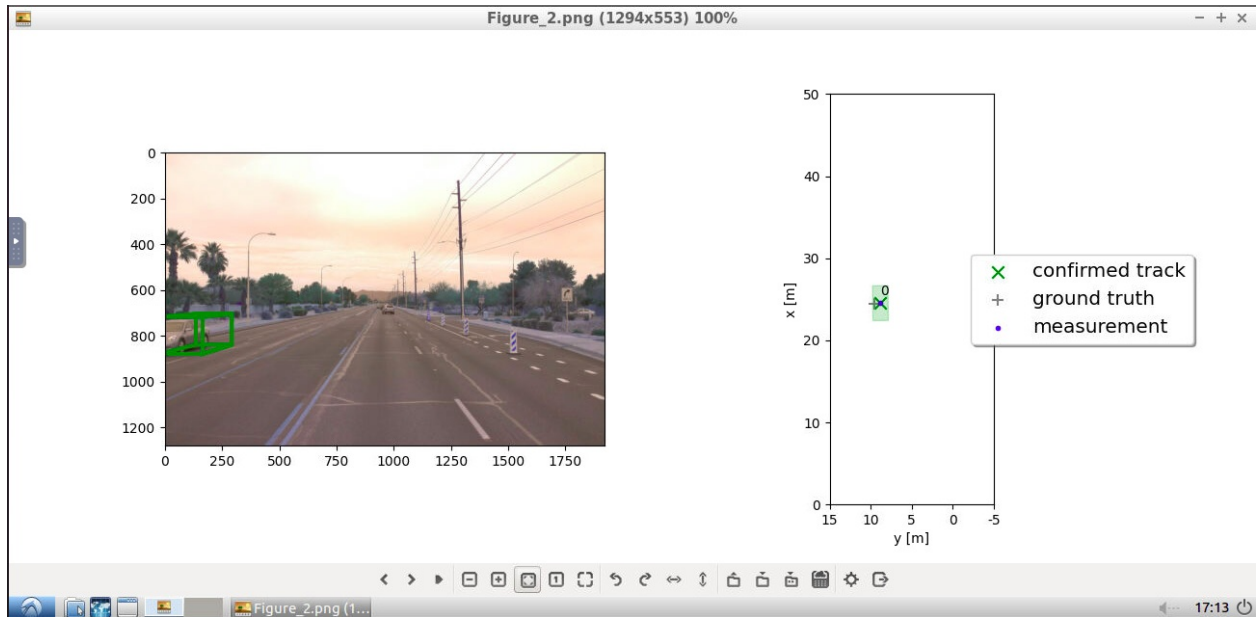 Figure_2.png (1294x553) 100%
0
200
400
600
800
1000
1200
0 250 500 750 1000 1250 1500 1750
50
40
30
20
10
0
x [m]
0
15 10 5 0 -5
y [m]
confirmed track
ground truth
measurement
1
Figure_2.png (1...
17:13